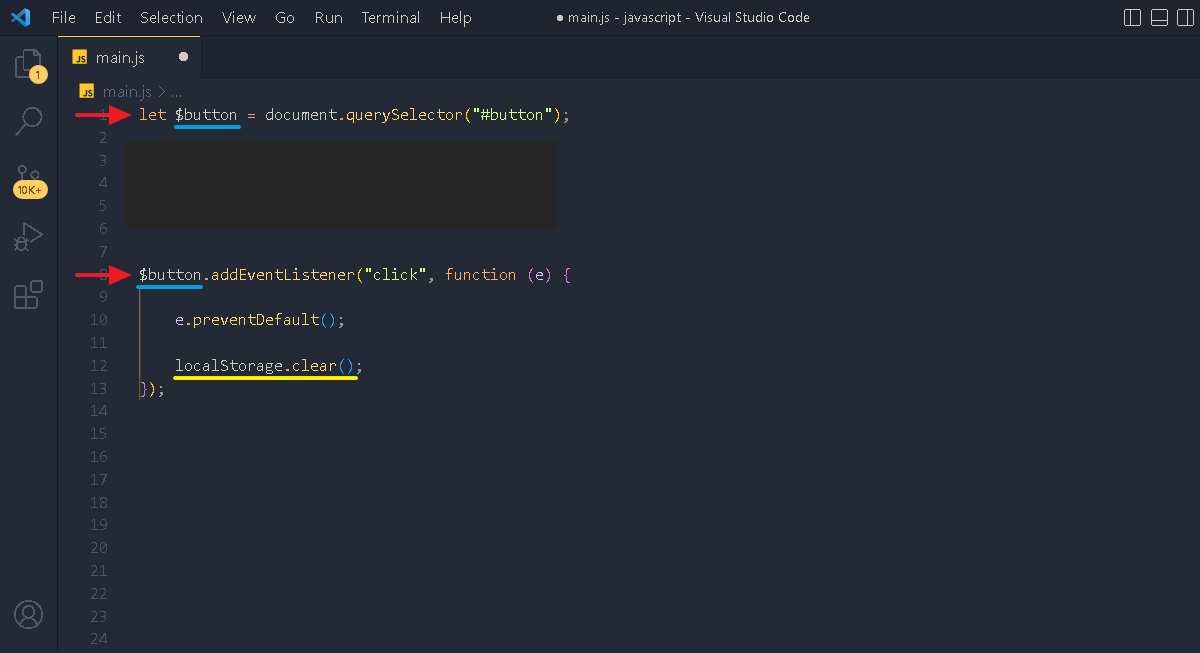 File Edit Selection View Go Run Terminal Help ● main.js - javascript - Visual Studio Code
JS main.js ●
1
JS main.js > ...
1 let $button = document.querySelector("#button");
2
3
4
10K+
5
6
7
8 $button.addEventListener("click", function (e) {
9
10 e.preventDefault();
11
12 localStorage.clear();
13 });
14
15
16
17
18
19
20
21
22
23
24